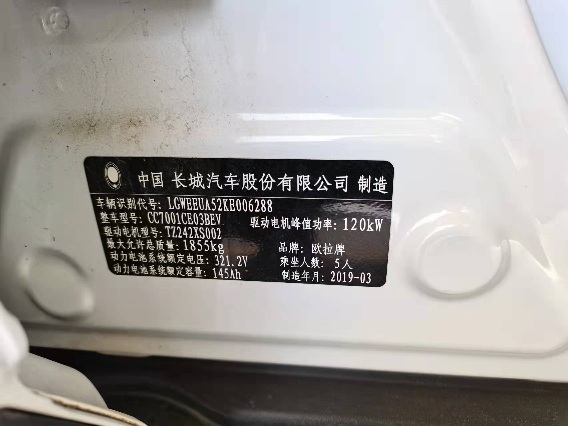 中国 长城汽车股份有限公司 制造
车辆识别代号: LGWEEUA52KE006288
整车型号: CC7001CE03BEV 驱动电机峰值功率: 120kW
驱动电机型号: TZ242XS002
最大允许总质量: 1855kg 品牌: 欧拉牌
动力电池系统额定电压: 321.2V 乘坐人数: 5人
动力电池系统额定容量: 145Ah 制造年月: 2019-03